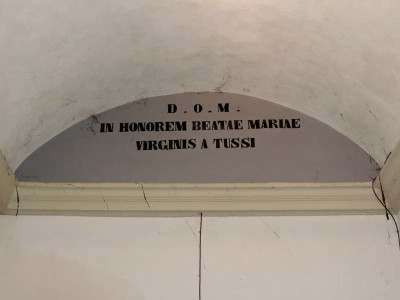 D . O . M .
IN HONOREM BEATAE MARIAE
VIRGINIS A TUSSI